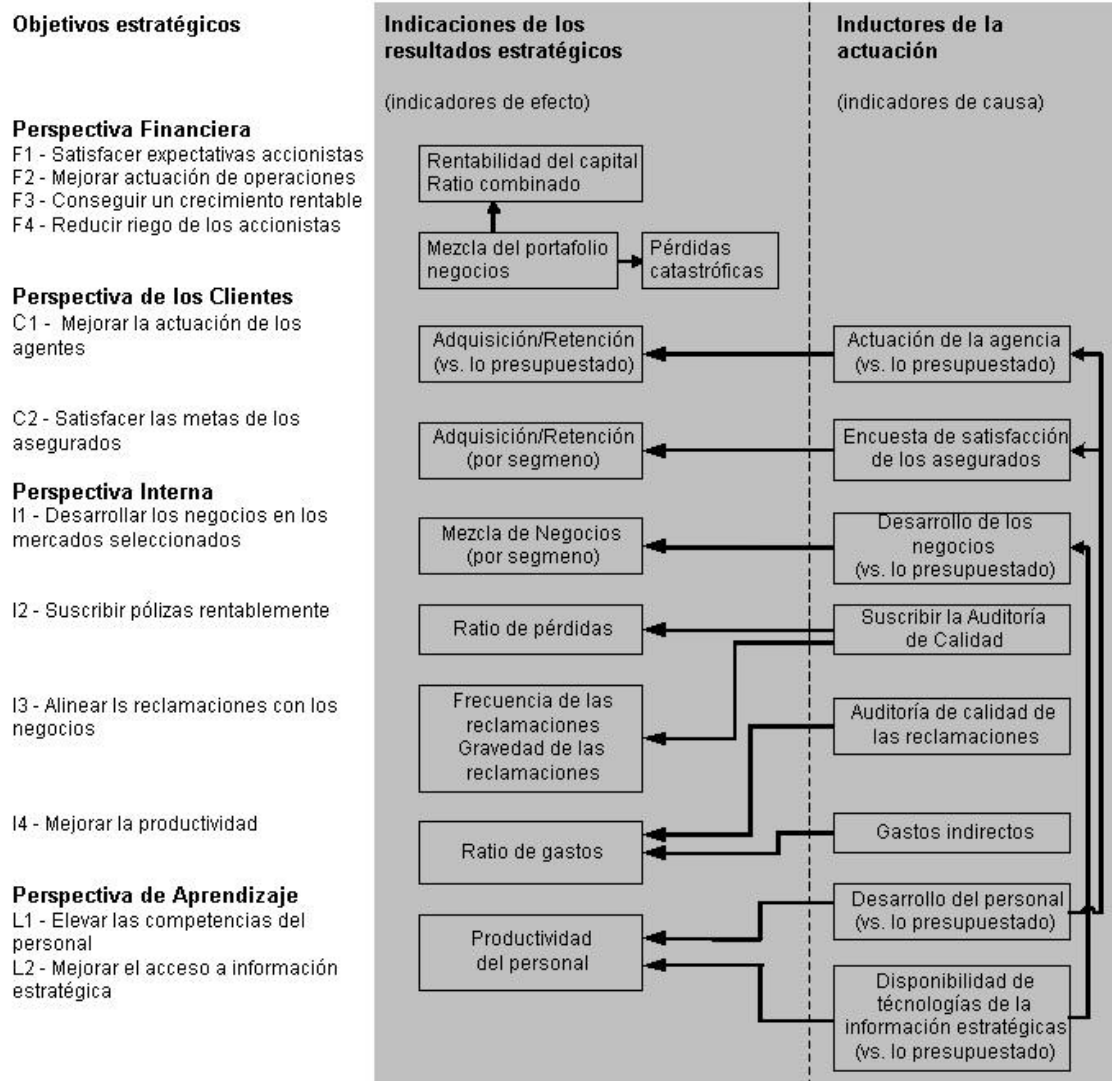 Objetivos estratégicos
Indicaciones de los
resultados estratégicos
(indicadores de efecto)
Inductores de la
actuación
(indicadores de causa)
Perspectiva Financiera
F1 - Satisfacer expectativas accionistas
F2 - Mejorar actuación de operaciones
F3 - Conseguir un crecimiento rentable
F4 - Reducir riego de los accionistas
Rentabilidad del capital
Ratio combinado
Mezcla del portafolio
negocios
Pérdidas
catastróficas
Perspectiva de los Clientes
C1 - Mejorar la actuación de los
agentes
Adquisición/Retención
(vs. lo presupuestado)
Actuación de la agencia
(vs. lo presupuestado)
C2 - Satisfacer las metas de los
asegurados
Adquisición/Retención
(por segmeno)
Encuesta de satisfacción
de los asegurados
Perspectiva Interna
I1 - Desarrollar los negocios en los
mercados seleccionados
Mezcla de Negocios
(por segmeno)
Desarrollo de los
negocios
(vs. lo presupuestado)
I2 - Suscribir pólizas rentablemente
Ratio de pérdidas
Suscribir la Auditoría
de Calidad
I3 - Alinear ls reclamaciones con los
negocios
Frecuencia de las
reclamaciones
Gravedad de las
reclamaciones
Auditoría de calidad de
las reclamaciones
I4 - Mejorar la productividad
Ratio de gastos
Gastos indirectos
Perspectiva de Aprendizaje
L1 - Elevar las competencias del
personal
L2 - Mejorar el acceso a información
estratégica
Productividad
del personal
Desarrollo del personal
(vs. lo presupuestado)
Disponibilidad de
técnologías de la
información estratégicas
(vs. lo presupuestado)